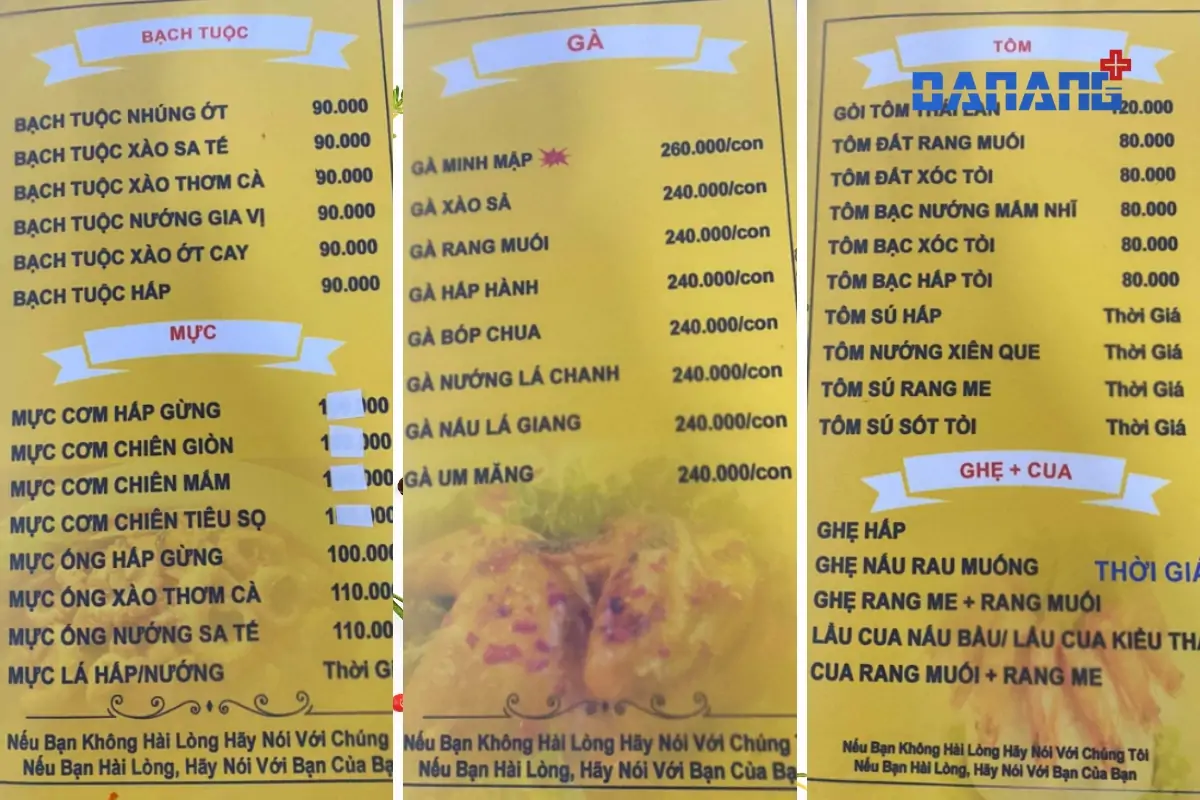 BẠCH TUỘC
BẠCH TUỘC NHÚNG ỚT 90.000
BẠCH TUỘC XÀO SA TẾ 90.000
BẠCH TUỘC XÀO THƠM CÀ 90.000
BẠCH TUỘC NƯỚNG GIA VỊ 90.000
BẠCH TUỘC XÀO ỚT CAY 90.000
BẠCH TUỘC HẤP 90.000
MỰC
MỰC CƠM HẤP GỪNG
MỰC CƠM CHIÊN GIÒN
MỰC CƠM CHIÊN MẮM
MỰC CƠM CHIÊN TIÊU SỌ
MỰC ỐNG HẤP GỪNG 100.000
MỰC ỐNG XÀO THƠM CÀ 110.00
MỰC ỐNG NƯỚNG SA TẾ 110.00
MỰC LÁ HẤP/NƯỚNG Thời Gi
Nếu Bạn Không Hài Lòng Hãy Nói Với Chúng
Nếu Bạn Hài Lòng, Hãy Nói Với Bạn Của Bạ
GÀ
GÀ MINH MẬP 260.000/con
GÀ XÀO SẢ 240.000/con
GÀ RANG MUỐI 240.000/con
GÀ HẤP HÀNH 240.000/con
GÀ BÓP CHUA 240.000/con
GÀ NƯỚNG LÁ CHANH 240.000/con
GÀ NẤU LÁ GIANG 240.000/con
GÀ UM MĂNG 240.000/con
Nếu Bạn Không Hài Lòng Hãy Nói Với Chúng T
Nếu Bạn Hài Lòng, Hãy Nói Với Bạn Của Bạ
TÔM
DANANG+
GỎI TÔM THÁI LAN 120.000
TÔM ĐẤT RANG MUỐI 80.000
TÔM ĐẤT XÓC TỎI 80.000
TÔM BẠC NƯỚNG MẮM NHĨ 80.000
TÔM BẠC XÓC TỎI 80.000
TÔM BẠC HẤP TỎI 80.000
TÔM SÚ HẤP Thời Giá
TÔM NƯỚNG XIÊN QUE Thời Giá
TÔM SÚ RANG ME Thời Giá
TÔM SÚ SỐT TỎI Thời Giá
GHẸ + CUA
GHẸ HẤP
GHẸ NẤU RAU MUỐNG THỜI GIÁ
GHẸ RANG ME + RANG MUỐI
LẨU CUA NẤU BẦU/ LẨU CUA KIỂU THÁ
CUA RANG MUỐI + RANG ME
Nếu Bạn Không Hài Lòng Hãy Nói Với Chúng Tôi
Nếu Bạn Hài Lòng, Hãy Nói Với Bạn Của Bạn